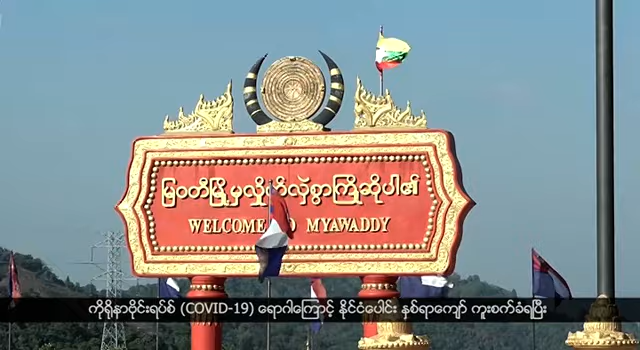 မြဝတီမြို့မှလှိုက်လှဲစွာကြိုဆိုပါ၏
WELCOME TO MYAWADDY
ကိုရိုနာဗိုင်းရပ်စ် (COVID-19) ရောဂါကြောင့် နိုင်ငံပေါင်း နှစ်ရာကျော် ကူးစက်ခံရပြီး